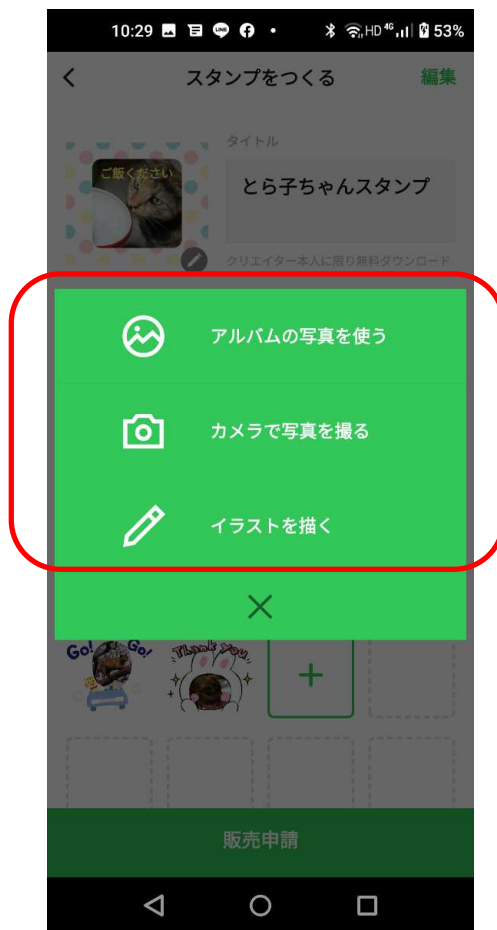 10:29 HD 4G 53%
スタンプをつくる 編集
タイトル
ご飯ください
とら子ちゃんスタンプ
クリエイター本人に限り無料ダウンロード
アルバムの写真を使う
カメラで写真を撮る
イラストを描く
Go! Go! Thank you
販売申請